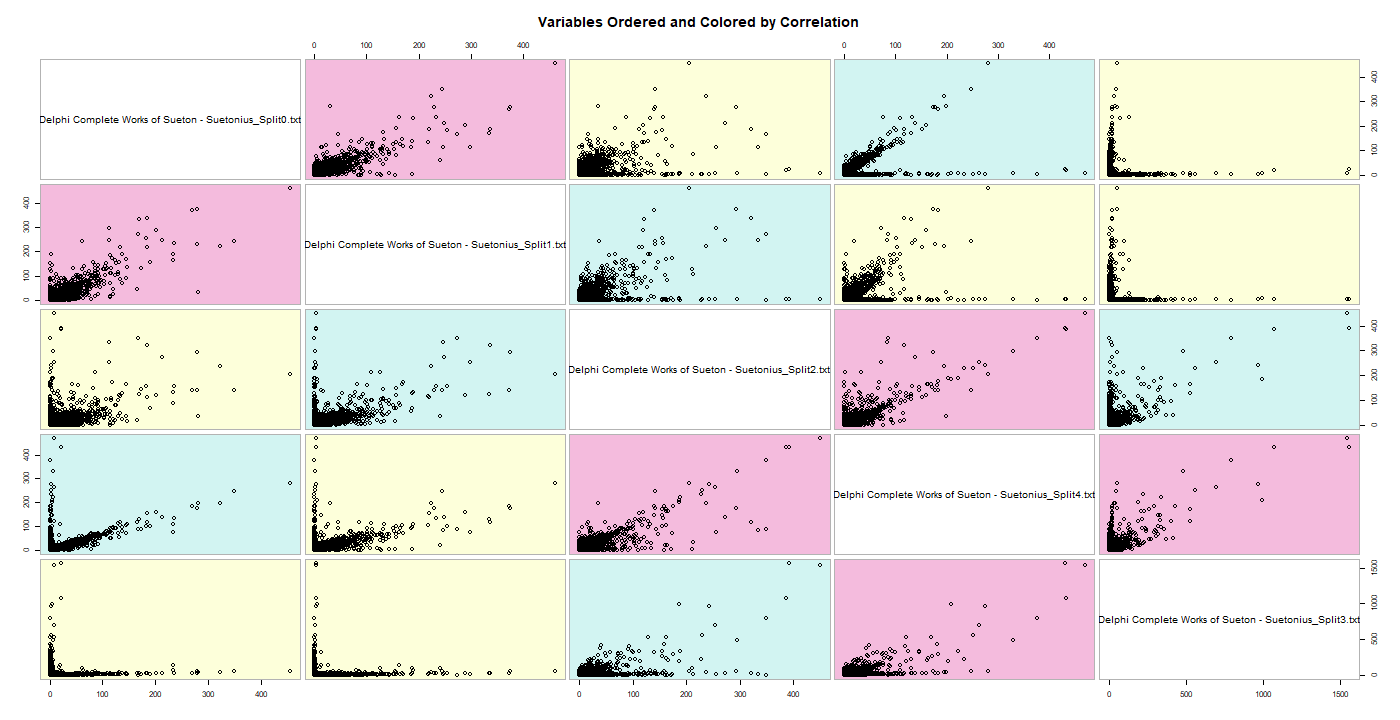 Variables Ordered and Colored by Correlation
0 100 200 300 400
0 100 200 300 400
Delphi Complete Works of Sueton - Suetonius_Split0.txt
0 100 200 300 400
0 100 200 300 400
Delphi Complete Works of Sueton - Suetonius_Split1.txt
Delphi Complete Works of Sueton - Suetonius_Split2.txt
0 100 200 300 400
0 100 200 300 400
Delphi Complete Works of Sueton - Suetonius_Split4.txt
Delphi Complete Works of Sueton - Suetonius_Split3.txt
0 500 1000 1500
0 100 200 300 400
0 100 200 300 400
0 500 1000 1500